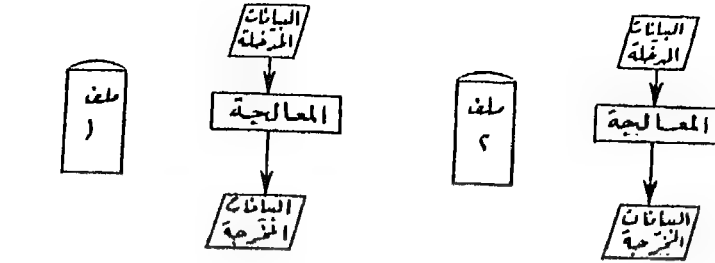 البيانات
المدخلة
البيانات
المدخلة
ملف
١
المعالجة
ملف
٢
المعالجة
البيانات
المخرجة
البيانات
المخرجة